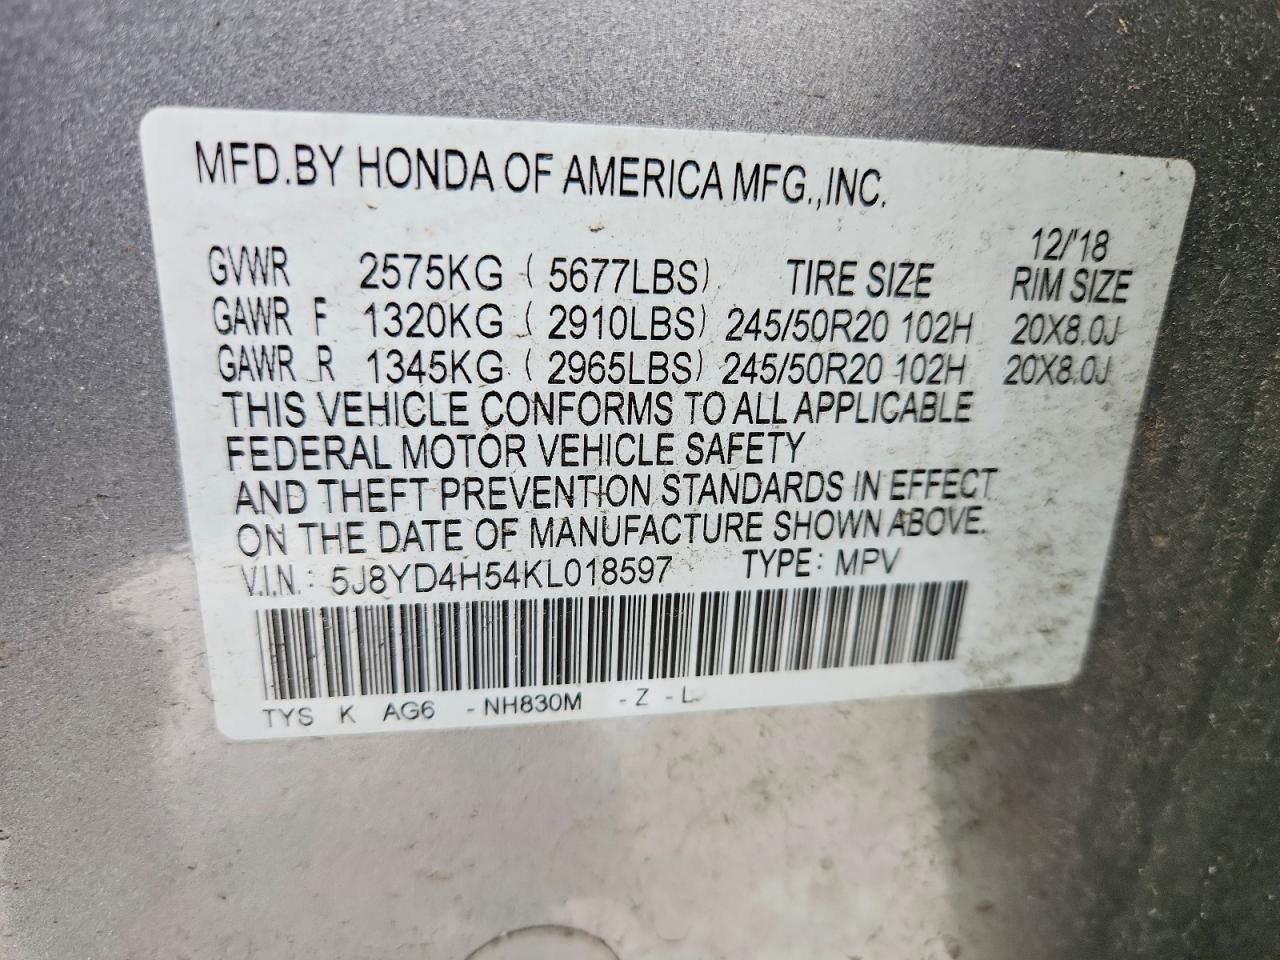 MFD.BY HONDA OF AMERICA MFG.,INC.
12/'18
GVWR 2575KG ( 5677LBS) TIRE SIZE RIM SIZE
GAWR F 1320KG ( 2910LBS) 245/50R20 102H 20X8.0J
GAWR R 1345KG ( 2965LBS) 245/50R20 102H 20X8.0J
THIS VEHICLE CONFORMS TO ALL APPLICABLE
FEDERAL MOTOR VEHICLE SAFETY
AND THEFT PREVENTION STANDARDS IN EFFECT
ON THE DATE OF MANUFACTURE SHOWN ABOVE.
V.I.N.: 5J8YD4H54KL018597 TYPE: MPV
TYS K AG6 -NH830M -Z -L